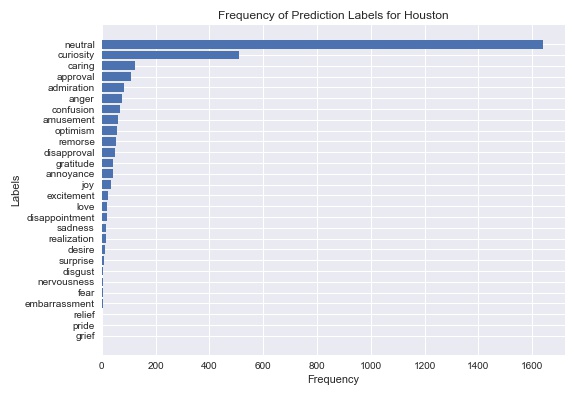 Frequency of Prediction Labels for Houston
neutral
curiosity
caring
approval
admiration
anger
confusion
amusement
optimism
remorse
disapproval
gratitude
annoyance
joy
excitement
love
disappointment
sadness
realization
desire
surprise
disgust
nervousness
fear
embarrassment
relief
pride
grief
Labels
0 200 400 600 800 1000 1200 1400 1600
Frequency